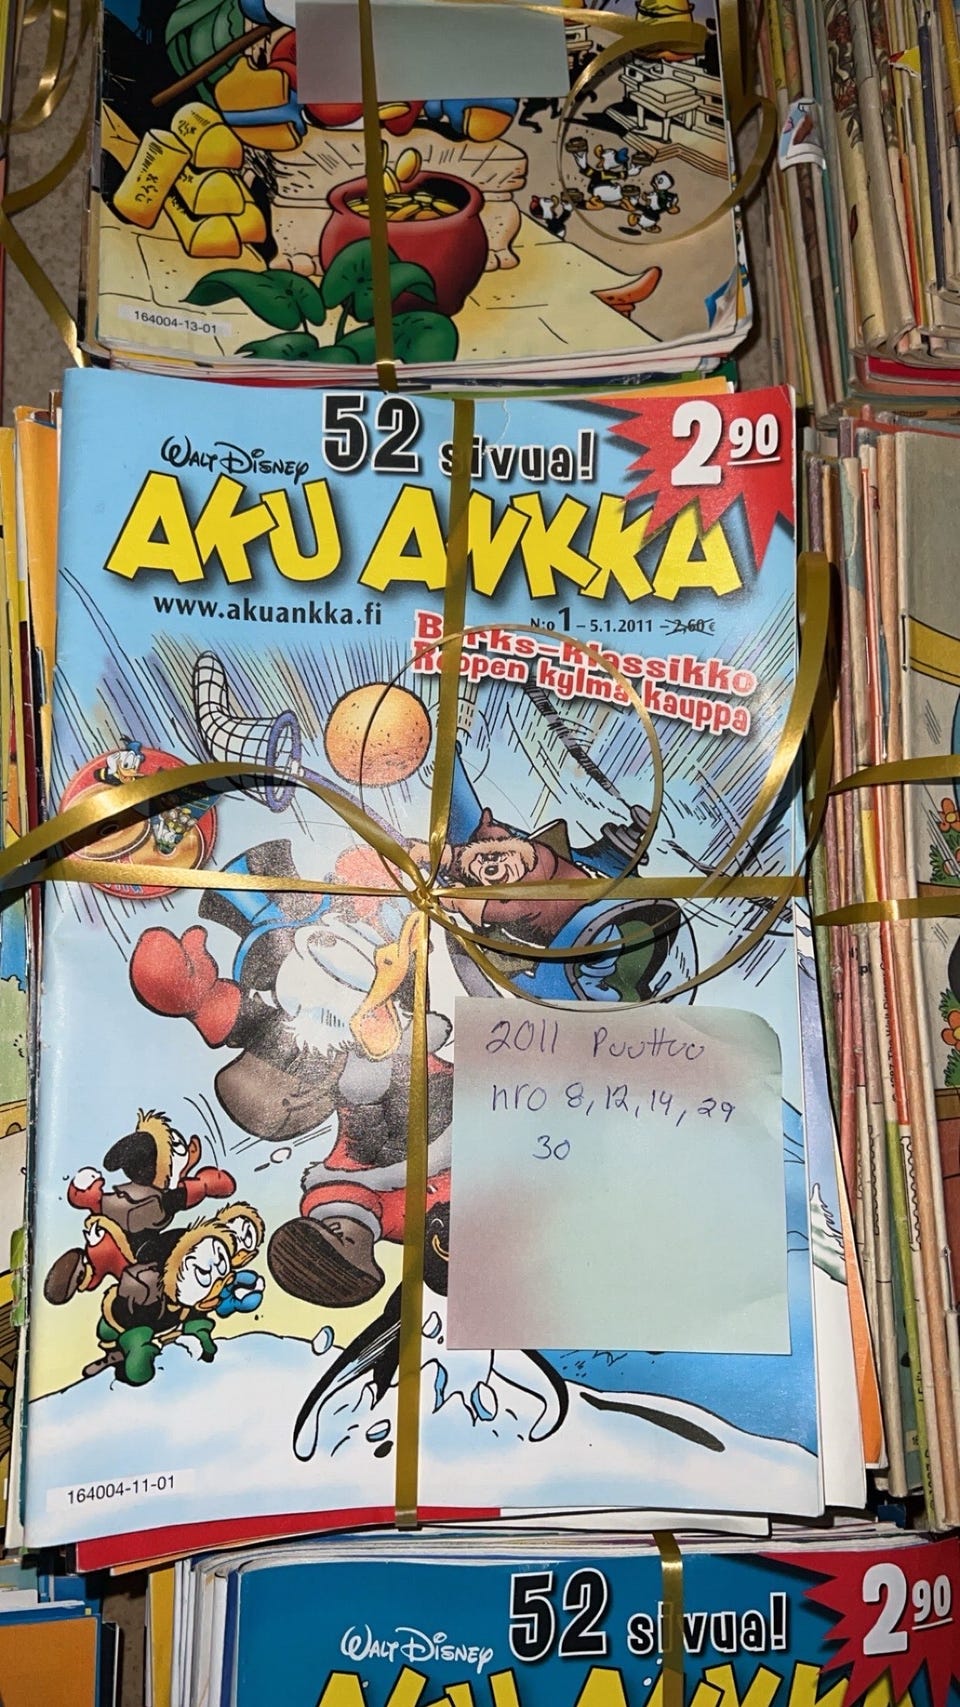 164004-13-01
52 sivua!
2 90
WALT DISNEY
AKU ANKKA
www.akuankka.fi
N:o 1 – 5.1.2011 2,60 €
Barks-klassikko
Roopen kylmä kauppa
2011 Puuttuu
nro 8, 12, 14, 29
30
164004-11-01
52 sivua!
2 90
WALT DISNEY
AKU ANKKA